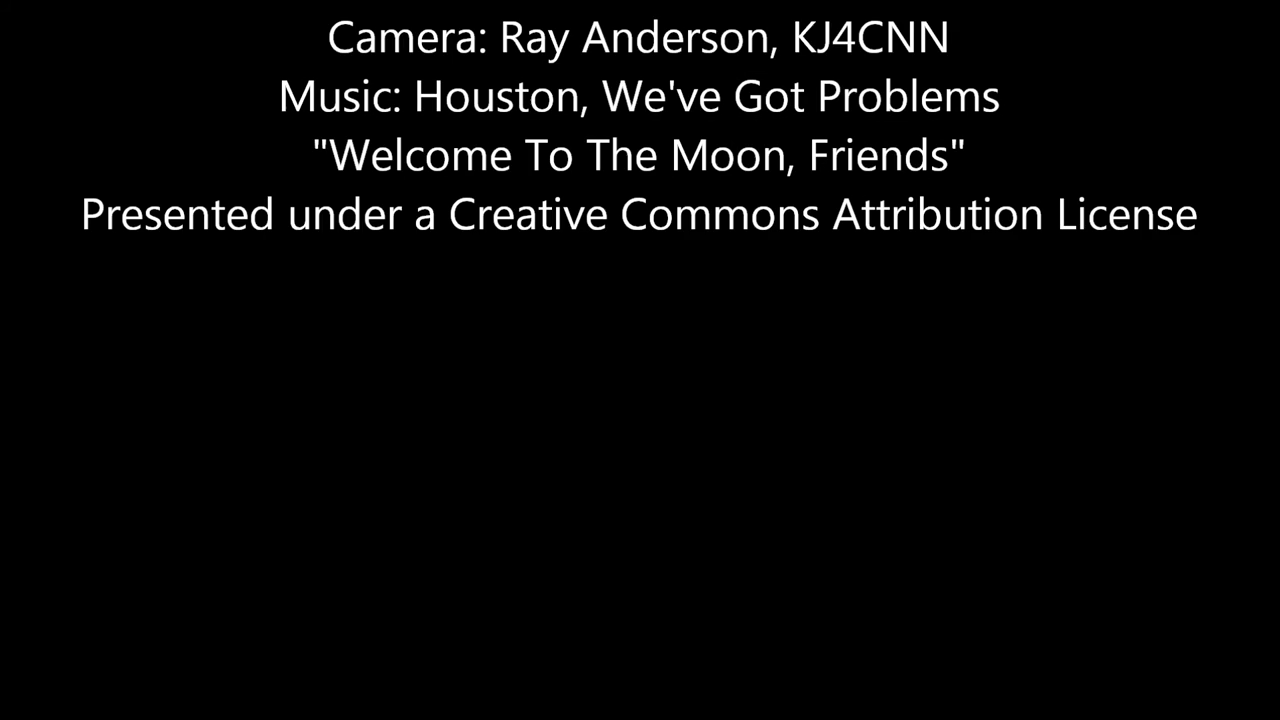 Camera: Ray Anderson, KJ4CNN
Music: Houston, We've Got Problems
"Welcome To The Moon, Friends"
Presented under a Creative Commons Attribution License